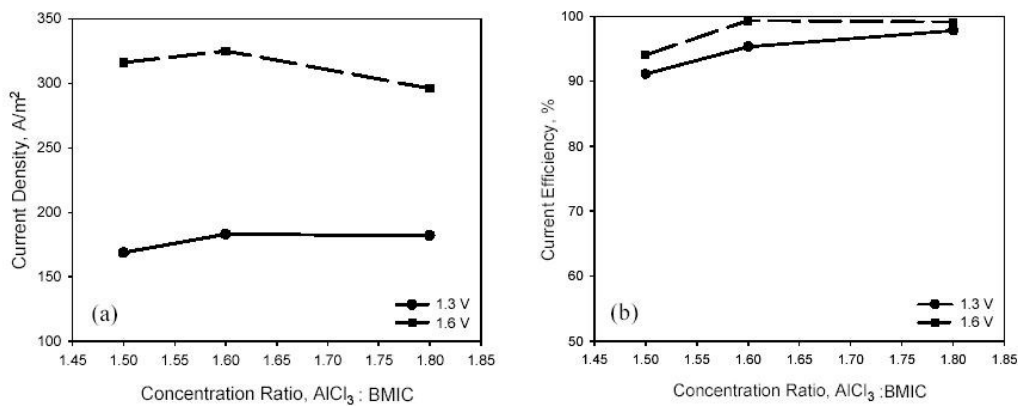 350
300
250
200
150
100
Current Density, A/m²
(a)
1.3 V
1.6 V
1.45 1.50 1.55 1.60 1.65 1.70 1.75 1.80 1.85
Concentration Ratio, AlCl₃ : BMIC
100
90
80
70
60
50
Current Efficiency, %
(b)
1.3 V
1.6 V
1.45 1.50 1.55 1.60 1.65 1.70 1.75 1.80 1.85
Concentration Ratio, AlCl₃ : BMIC